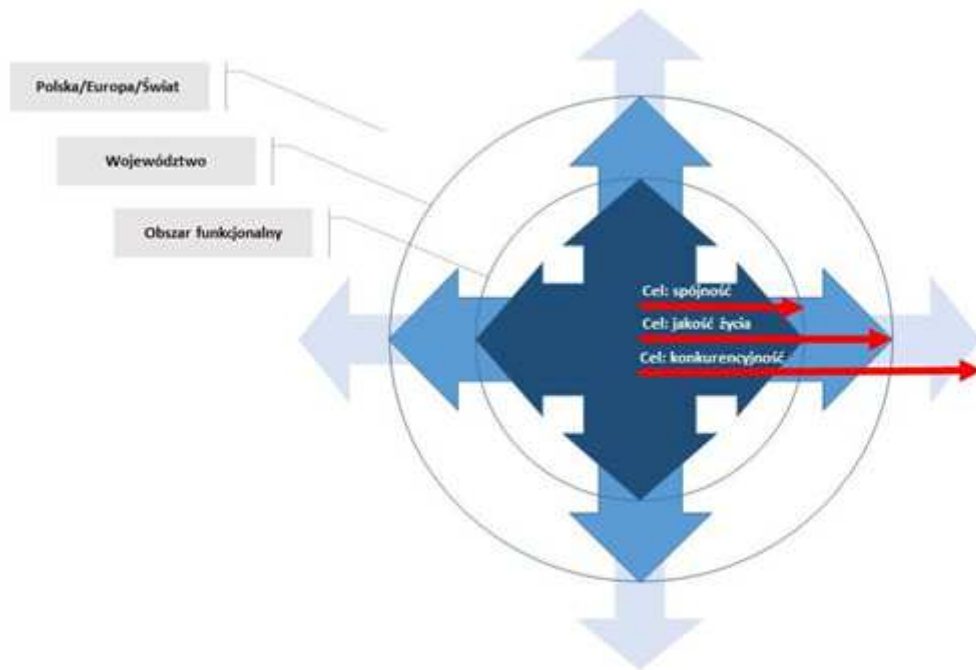 Polska/Europa/Świat
Województwo
Obszar funkcjonalny
Cel: spójność
Cel: jakość życia
Cel: konkurencyjność